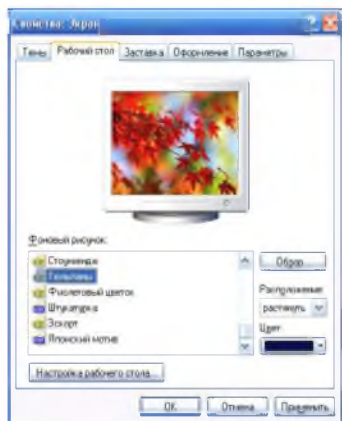 Свойства: Экран
Темы Рабочий стол Заставка Оформление Параметры
Фоновый рисунок:
Стоунхендж
Тюльпаны
Фиолетовый цветок
Штукатурка
Эскорт
Японский мотив
Обзор...
Расположение:
растянуть
Цвет:
Настройка рабочего стола...
ОК Отмена Применить